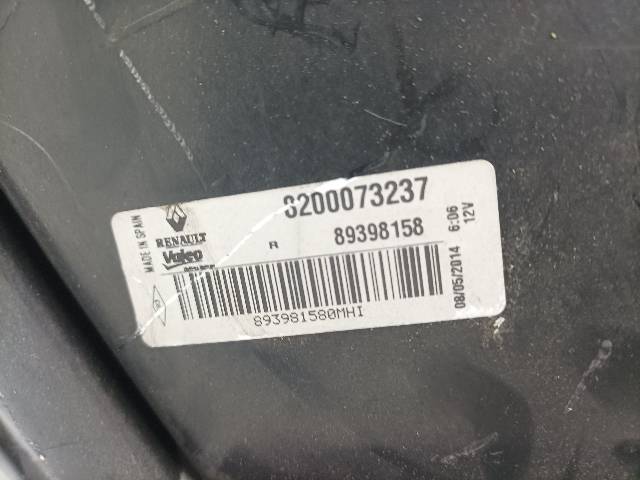 MADE IN SPAIN
RENAULT
Valeo
8200073237
R 89398158
893981580MHI
08/05/2014 6:06
12V